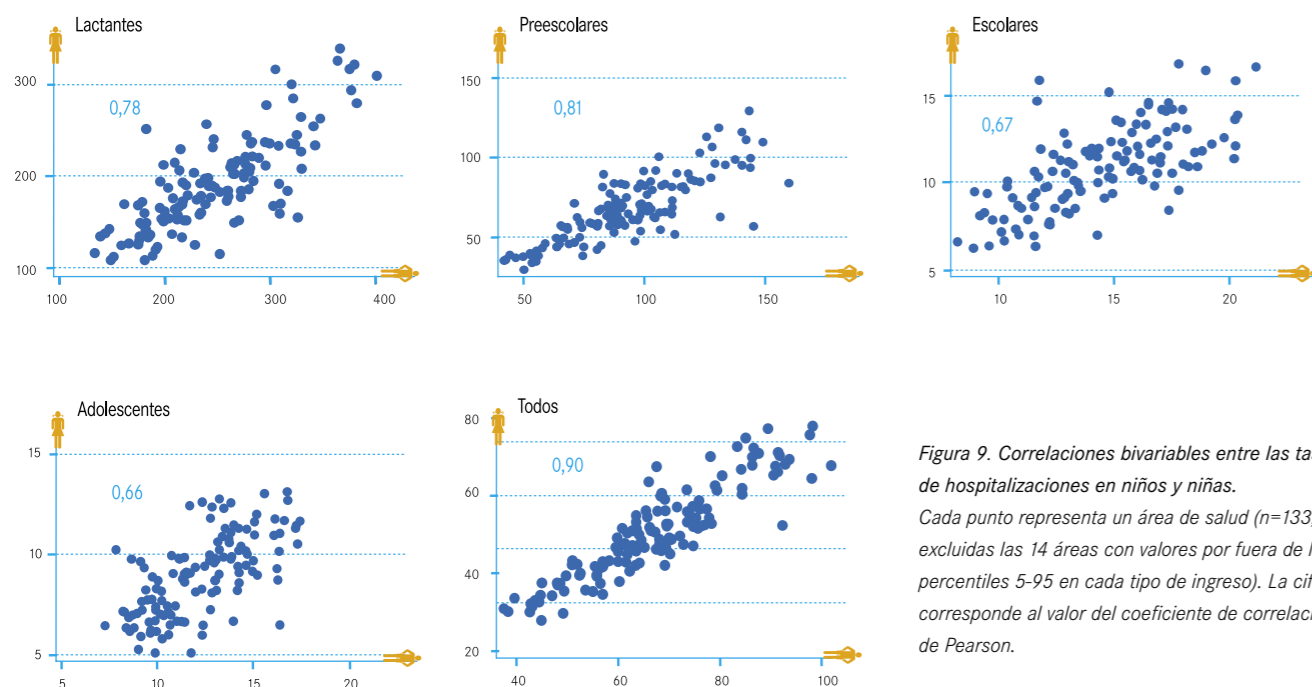 Lactantes
300
0,78
200
100
100 200 300 400
Preescolares
150
0,81
100
50
50 100 150
Escolares
15
0,67
10
5
10 15 20
Adolescentes
15
0,66
10
5
5 10 15 20
Todos
80
0,90
60
40
20
40 60 80 100
Figura 9. Correlaciones bivariables entre las
de hospitalizaciones en niños y niñas.
Cada punto representa un área de salud (n=133
excluidas las 14 áreas con valores por fuera de
percentiles 5-95 en cada tipo de ingreso). La
corresponde al valor del coeficiente de
de Pearson.